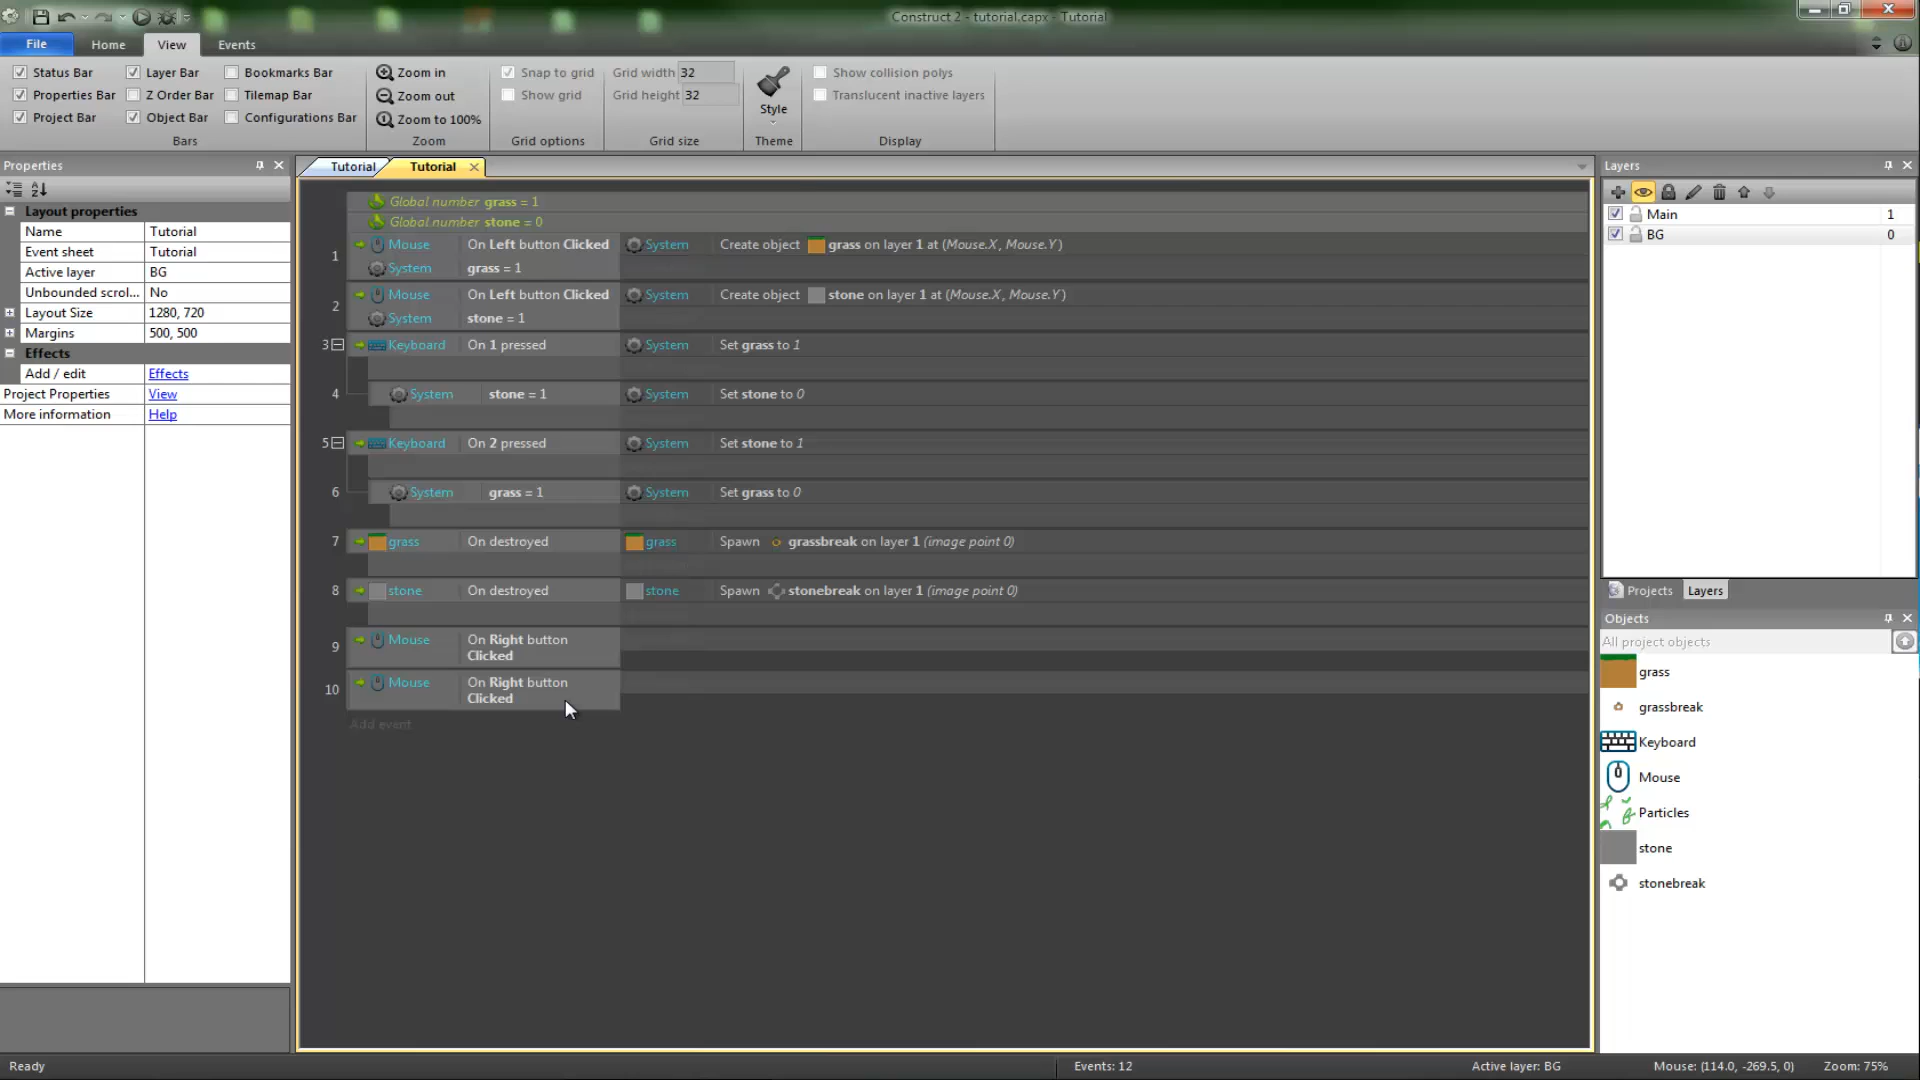 Construct 2 - tutorial.capx - Tutorial
File Home View Events
Status Bar Layer Bar Bookmarks Bar Zoom in Snap to grid Grid width 32 Show collision polys
Properties Bar Z Order Bar Tilemap Bar Zoom out Show grid Grid height 32 Translucent inactive layers
Project Bar Object Bar Configurations Bar Zoom to 100% Style
Bars Zoom Grid options Grid size Theme Display
Properties
Layout properties
Name Tutorial
Event sheet Tutorial
Active layer BG
Unbounded scrol... No
Layout Size 1280, 720
Margins 500, 500
Effects
Add / edit Effects
Project Properties View
More information Help
Tutorial Tutorial
Global number grass = 1
Global number stone = 0
1 Mouse On Left button Clicked System Create object grass on layer 1 at (Mouse.X, Mouse.Y)
System grass = 1
2 Mouse On Left button Clicked System Create object stone on layer 1 at (Mouse.X, Mouse.Y)
System stone = 1
3 Keyboard On 1 pressed System Set grass to 1
4 System stone = 1 System Set stone to 0
5 Keyboard On 2 pressed System Set stone to 1
6 System grass = 1 System Set grass to 0
7 grass On destroyed grass Spawn grassbreak on layer 1 (image point 0)
8 stone On destroyed stone Spawn stonebreak on layer 1 (image point 0)
9 Mouse On Right button
Clicked
10 Mouse On Right button
Clicked
Add event
Layers
Main 1
BG 0
Projects Layers
Objects
All project objects
grass
grassbreak
Keyboard
Mouse
Particles
stone
stonebreak
Ready Events: 12 Active layer: BG Mouse: (114.0, -269.5, 0) Zoom: 75%